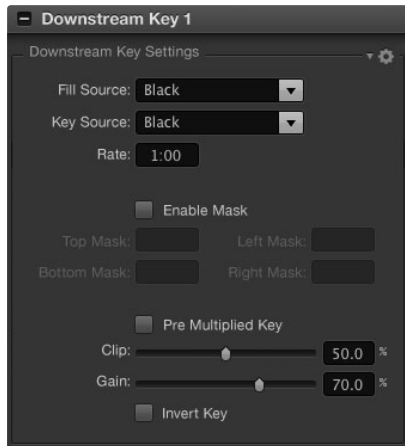 Downstream Key 1
Downstream Key Settings
Fill Source: Black
Key Source: Black
Rate: 1:00
Enable Mask
Top Mask: Left Mask:
Bottom Mask: Right Mask:
Pre Multiplied Key
Clip: 50.0 %
Gain: 70.0 %
Invert Key